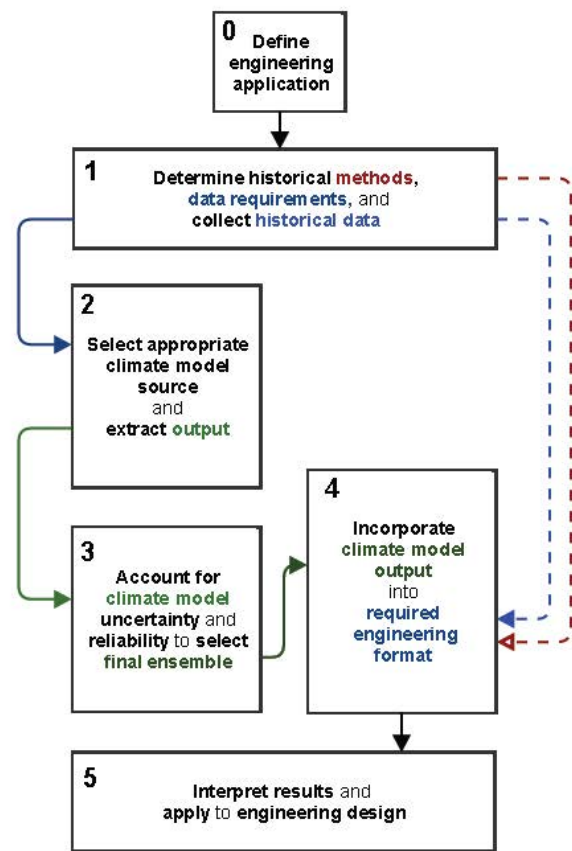 0
Define
engineering
application
1
Determine historical methods,
data requirements, and
collect historical data
2
Select appropriate
climate model
source
and
extract output
3
Account for
climate model
uncertainty and
reliability to select
final ensemble
4
Incorporate
climate model
output
into
required
engineering
format
5
Interpret results and
apply to engineering design